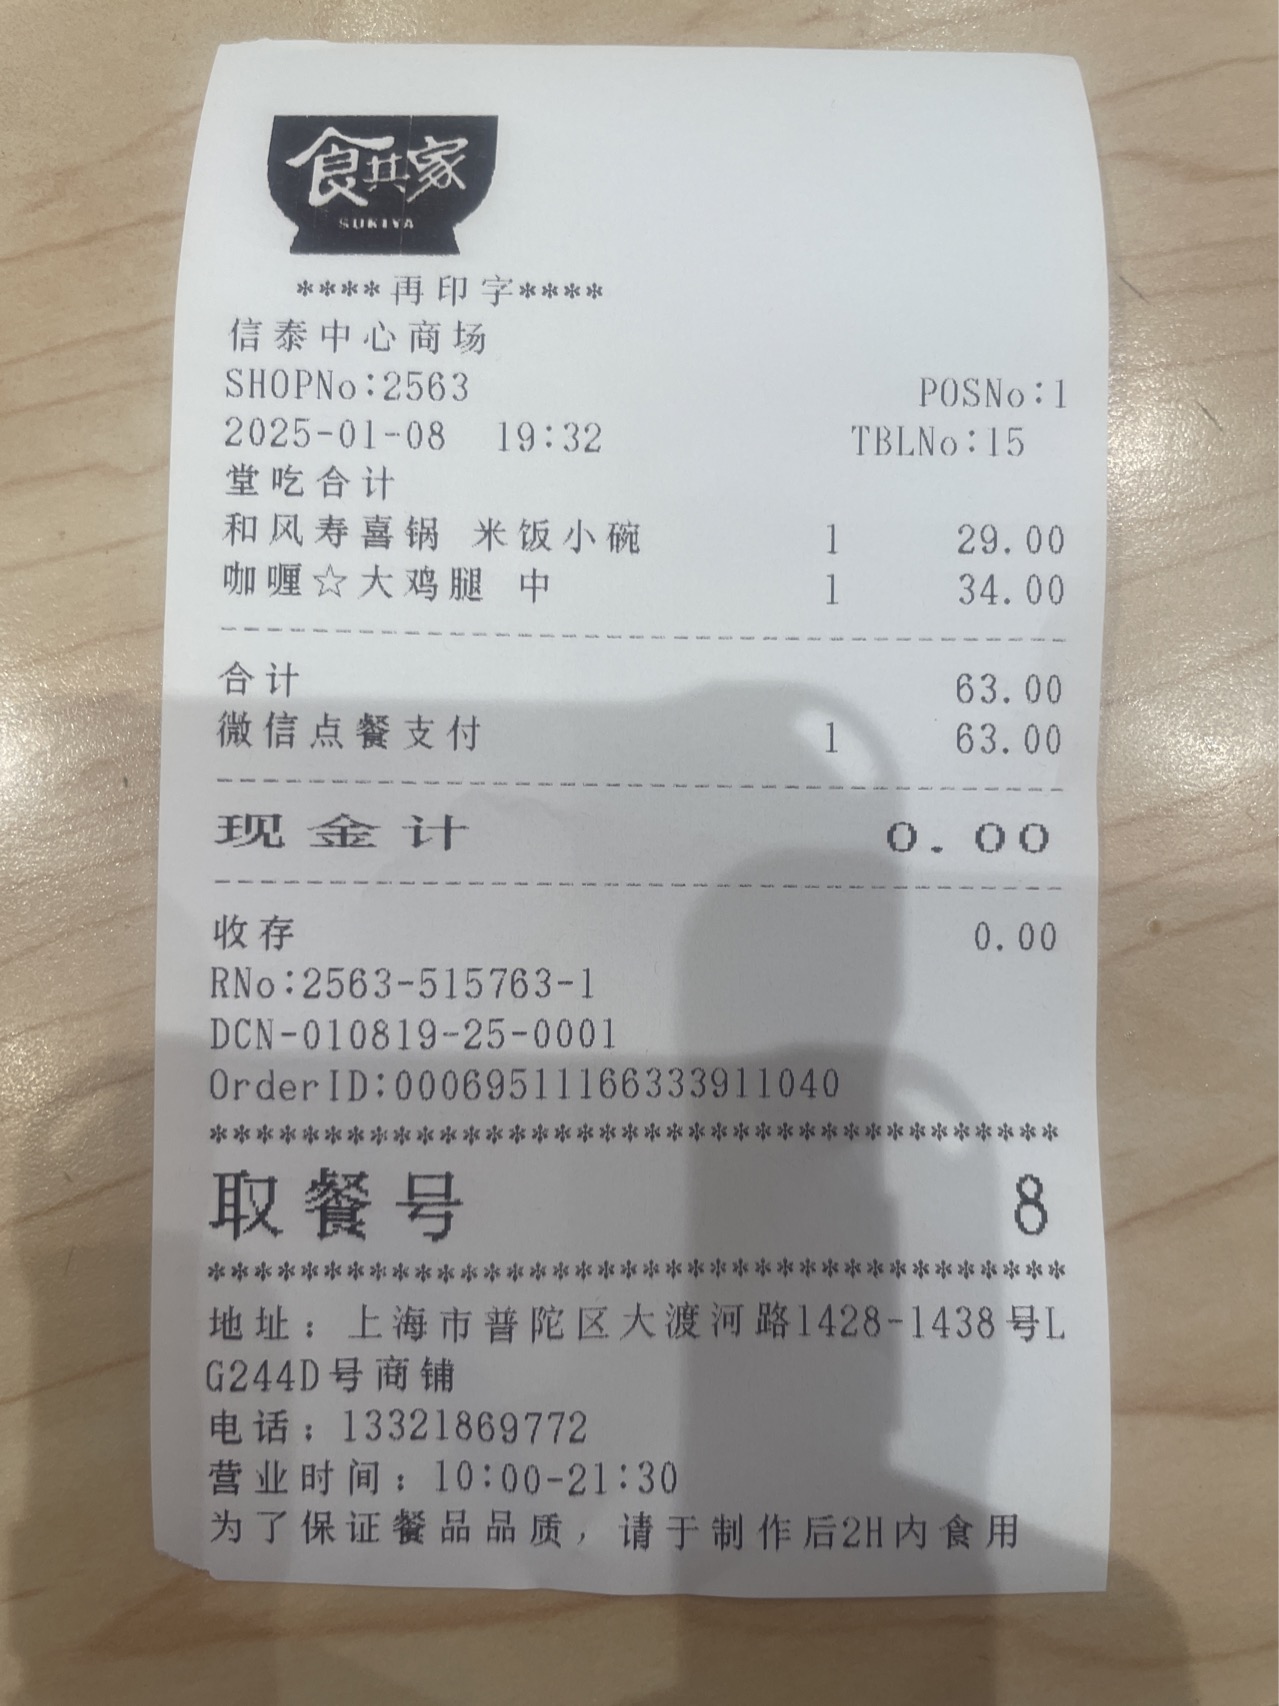 食其家
SUKIYA
****再印字****
信泰中心商场
SHOPNo:2563 POSNo:1
2025-01-08 19:32 TBLNo:15
堂吃合计
和风寿喜锅 米饭小碗 1 29.00
咖喱☆大鸡腿 中 1 34.00
合计 63.00
微信点餐支付 1 63.00
现金计 0.00
收存 0.00
RNo:2563-515763-1
DCN-010819-25-0001
OrderID:00069511166333911040
*************************************
取餐号 8
*************************************
地址：上海市普陀区大渡河路1428-1438号L
G244D号商铺
电话：13321869772
营业时间：10:00-21:30
为了保证餐品品质，请于制作后2H内食用